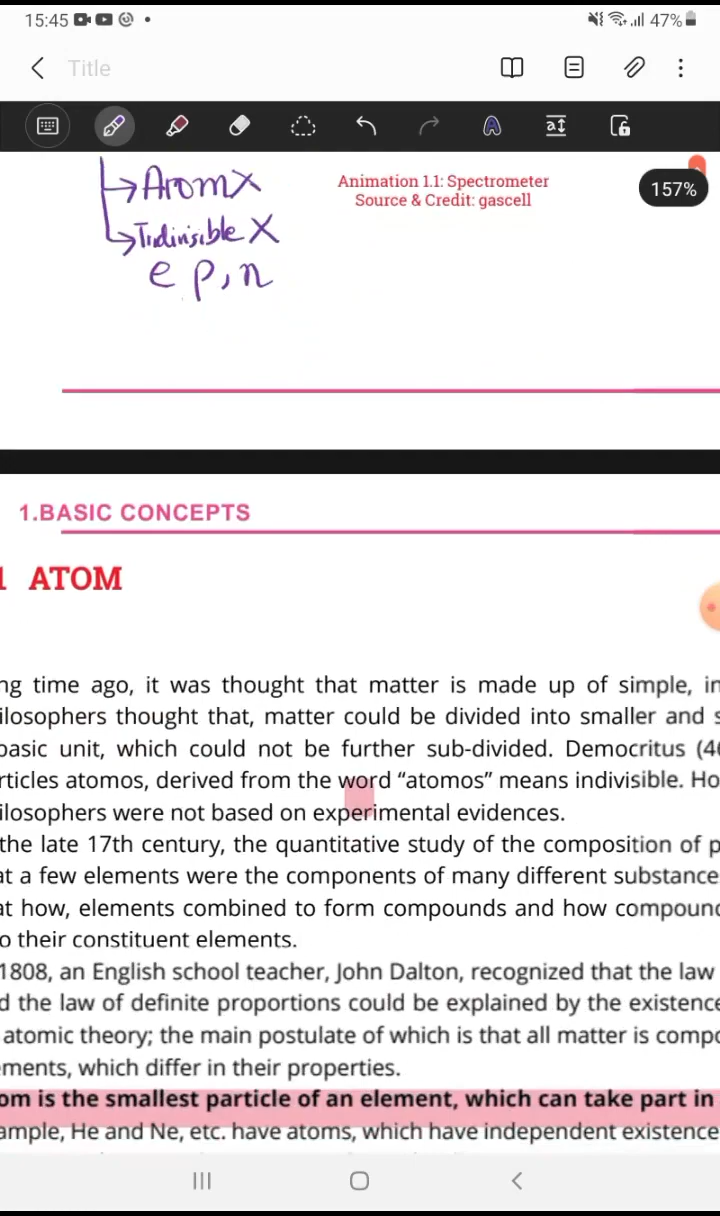 15:45 47%
Title
→Atom X
→Indivisible X
e p, n
Animation 1.1: Spectrometer
Source & Credit: gascell
157%
1.BASIC CONCEPTS
1 ATOM
ng time ago, it was thought that matter is made up of simple, in
ilosophers thought that, matter could be divided into smaller and s
basic unit, which could not be further sub-divided. Democritus (46
rticles atomos, derived from the word “atomos” means indivisible. Ho
ilosophers were not based on experimental evidences.
the late 17th century, the quantitative study of the composition of p
at a few elements were the components of many different substance
at how, elements combined to form compounds and how compound
o their constituent elements.
1808, an English school teacher, John Dalton, recognized that the law
d the law of definite proportions could be explained by the existence
atomic theory; the main postulate of which is that all matter is compo
ements, which differ in their properties.
om is the smallest particle of an element, which can take part in
ample, He and Ne, etc. have atoms, which have independent existence